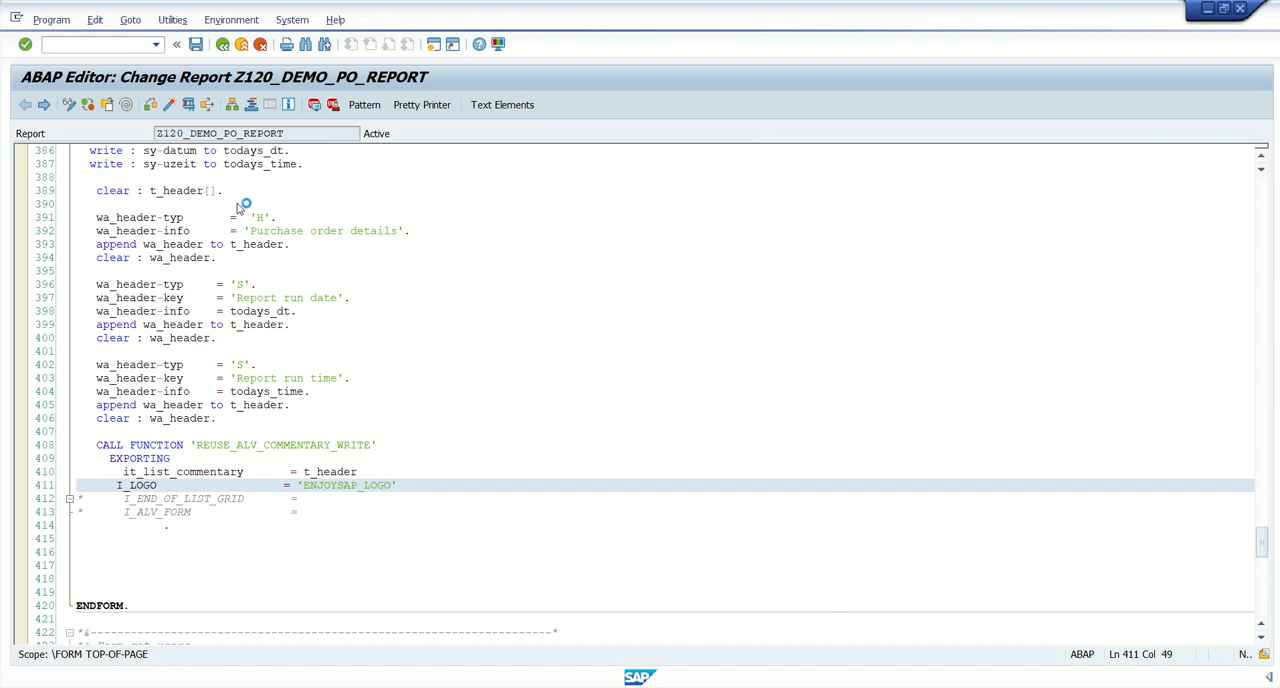 Program Edit Goto Utilities Environment System Help
ABAP Editor: Change Report Z120_DEMO_PO_REPORT
Pattern Pretty Printer Text Elements
Report Z120_DEMO_PO_REPORT Active
386 write : sy-datum to todays_dt.
387 write : sy-uzeit to todays_time.
388
389 clear : t_header[].
390
391 wa_header-typ = 'H'.
392 wa_header-info = 'Purchase order details'.
393 append wa_header to t_header.
394 clear : wa_header.
395
396 wa_header-typ = 'S'.
397 wa_header-key = 'Report run date'.
398 wa_header-info = todays_dt.
399 append wa_header to t_header.
400 clear : wa_header.
401
402 wa_header-typ = 'S'.
403 wa_header-key = 'Report run time'.
404 wa_header-info = todays_time.
405 append wa_header to t_header.
406 clear : wa_header.
407
408 CALL FUNCTION 'REUSE_ALV_COMMENTARY_WRITE'
409 EXPORTING
410 it_list_commentary = t_header
411 I_LOGO = 'ENJOYSAP_LOGO'
412 * I_END_OF_LIST_GRID =
413 * I_ALV_FORM =
414 .
415
416
417
418
419
420 ENDFORM.
421
422 *&---------------------------------------------------------------------*
Scope: \FORM TOP-OF-PAGE ABAP Ln 411 Col 49 N..
SAP